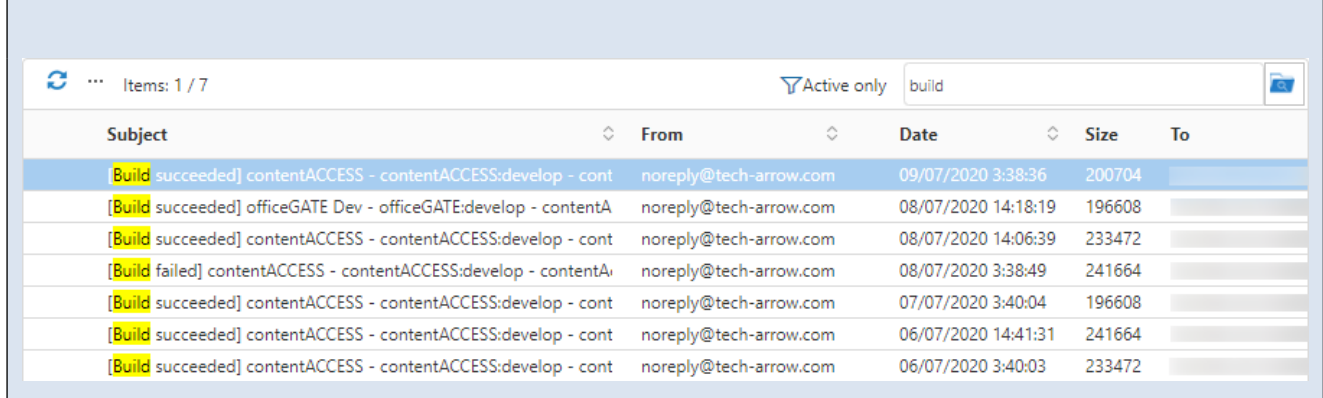 ... Items: 1 / 7 Active only build
Subject From Date Size To
[Build succeeded] contentACCESS - contentACCESS:develop - cont noreply@tech-arrow.com 09/07/2020 3:38:36 200704
[Build succeeded] officeGATE Dev - officeGATE:develop - contentA noreply@tech-arrow.com 08/07/2020 14:18:19 196608
[Build succeeded] contentACCESS - contentACCESS:develop - cont noreply@tech-arrow.com 08/07/2020 14:06:39 233472
[Build failed] contentACCESS - contentACCESS:develop - contentA noreply@tech-arrow.com 08/07/2020 3:38:49 241664
[Build succeeded] contentACCESS - contentACCESS:develop - cont noreply@tech-arrow.com 07/07/2020 3:40:04 196608
[Build succeeded] contentACCESS - contentACCESS:develop - cont noreply@tech-arrow.com 06/07/2020 14:41:31 241664
[Build succeeded] contentACCESS - contentACCESS:develop - cont noreply@tech-arrow.com 06/07/2020 3:40:03 233472